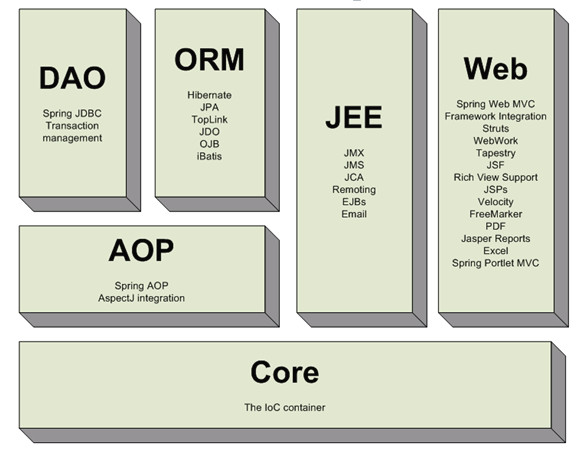 DAO
Spring JDBC
Transaction
management
ORM
Hibernate
JPA
TopLink
JDO
OJB
iBatis
JEE
JMX
JMS
JCA
Remoting
EJBs
Email
Web
Spring Web MVC
Framework Integration
Struts
WebWork
Tapestry
JSF
Rich View Support
JSPs
Velocity
FreeMarker
PDF
Jasper Reports
Excel
Spring Portlet MVC
AOP
Spring AOP
AspectJ integration
Core
The IoC container